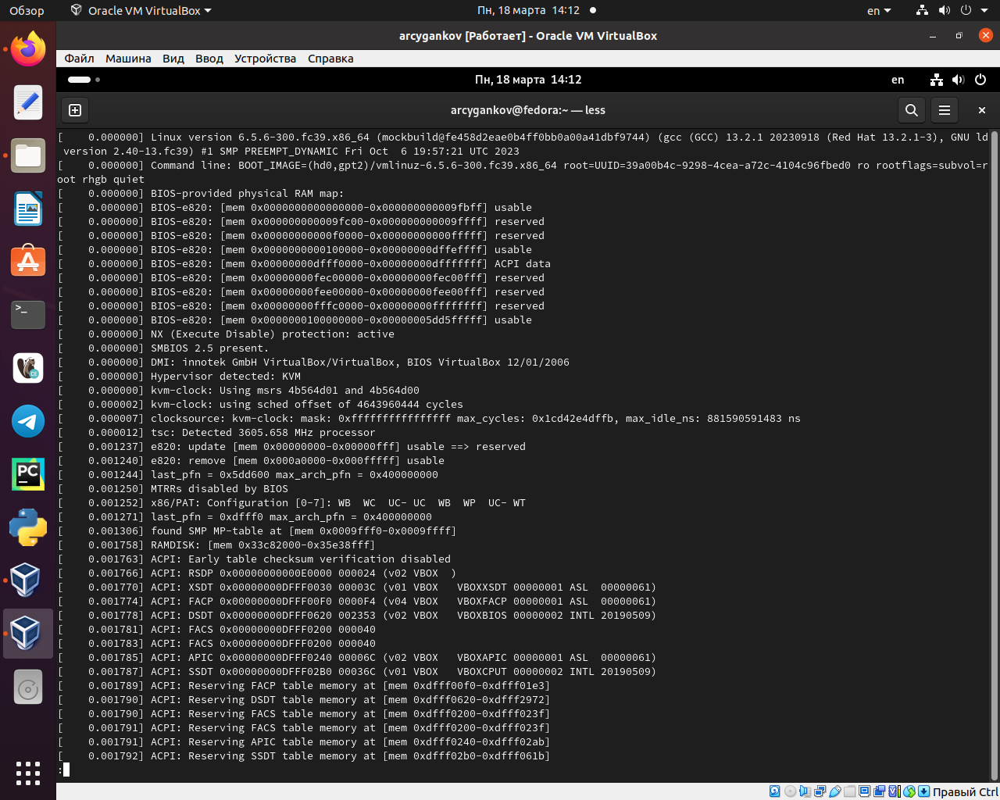 Обзор
Oracle VM VirtualBox
Пн, 18 марта 14:12
en
arcygankov [Работает] - Oracle VM VirtualBox
Файл Машина Вид Ввод Устройства Справка
Пн, 18 марта 14:12
en
arcygankov@fedora:~ — less
[    0.000000] Linux version 6.5.6-300.fc39.x86_64 (mockbuild@fe458d2eae0b4ff0bb0a00a41dbf9744) (gcc (GCC) 13.2.1 20230918 (Red Hat 13.2.1-3), GNU ld
 version 2.40-13.fc39) #1 SMP PREEMPT_DYNAMIC Fri Oct  6 19:57:21 UTC 2023
[    0.000000] Command line: BOOT_IMAGE=(hd0,gpt2)/vmlinuz-6.5.6-300.fc39.x86_64 root=UUID=39a00b4c-9298-4cea-a72c-4104c96fbed0 ro rootflags=subvol=r
oot rhgb quiet
[    0.000000] BIOS-provided physical RAM map:
[    0.000000] BIOS-e820: [mem 0x0000000000000000-0x000000000009fbff] usable
[    0.000000] BIOS-e820: [mem 0x000000000009fc00-0x000000000009ffff] reserved
[    0.000000] BIOS-e820: [mem 0x00000000000f0000-0x00000000000fffff] reserved
[    0.000000] BIOS-e820: [mem 0x0000000000100000-0x00000000dffeffff] usable
[    0.000000] BIOS-e820: [mem 0x00000000dfff0000-0x00000000dfffffff] ACPI data
[    0.000000] BIOS-e820: [mem 0x00000000fec00000-0x00000000fec00fff] reserved
[    0.000000] BIOS-e820: [mem 0x00000000fee00000-0x00000000fee00fff] reserved
[    0.000000] BIOS-e820: [mem 0x00000000fffc0000-0x00000000ffffffff] reserved
[    0.000000] BIOS-e820: [mem 0x0000000100000000-0x00000005dd5fffff] usable
[    0.000000] NX (Execute Disable) protection: active
[    0.000000] SMBIOS 2.5 present.
[    0.000000] DMI: innotek GmbH VirtualBox/VirtualBox, BIOS VirtualBox 12/01/2006
[    0.000000] Hypervisor detected: KVM
[    0.000000] kvm-clock: Using msrs 4b564d01 and 4b564d00
[    0.000002] kvm-clock: using sched offset of 4643960444 cycles
[    0.000007] clocksource: kvm-clock: mask: 0xffffffffffffffff max_cycles: 0x1cd42e4dffb, max_idle_ns: 881590591483 ns
[    0.000012] tsc: Detected 3605.658 MHz processor
[    0.001237] e820: update [mem 0x00000000-0x00000fff] usable ==> reserved
[    0.001240] e820: remove [mem 0x000a0000-0x000fffff] usable
[    0.001244] last_pfn = 0x5dd600 max_arch_pfn = 0x400000000
[    0.001250] MTRRs disabled by BIOS
[    0.001252] x86/PAT: Configuration [0-7]: WB  WC  UC- UC  WB  WP  UC- WT
[    0.001271] last_pfn = 0xdfff0 max_arch_pfn = 0x400000000
[    0.001306] found SMP MP-table at [mem 0x0009fff0-0x0009ffff]
[    0.001758] RAMDISK: [mem 0x33c82000-0x35e38fff]
[    0.001763] ACPI: Early table checksum verification disabled
[    0.001766] ACPI: RSDP 0x00000000000E0000 000024 (v02 VBOX  )
[    0.001770] ACPI: XSDT 0x00000000DFFF0030 00003C (v01 VBOX   VBOXXSDT 00000001 ASL  00000061)
[    0.001774] ACPI: FACP 0x00000000DFFF00F0 0000F4 (v04 VBOX   VBOXFACP 00000001 ASL  00000061)
[    0.001778] ACPI: DSDT 0x00000000DFFF0620 002353 (v02 VBOX   VBOXBIOS 00000002 INTL 20190509)
[    0.001781] ACPI: FACS 0x00000000DFFF0200 000040
[    0.001783] ACPI: FACS 0x00000000DFFF0200 000040
[    0.001785] ACPI: APIC 0x00000000DFFF0240 00006C (v02 VBOX   VBOXAPIC 00000001 ASL  00000061)
[    0.001787] ACPI: SSDT 0x00000000DFFF02B0 00036C (v01 VBOX   VBOXCPUT 00000002 INTL 20190509)
[    0.001789] ACPI: Reserving FACP table memory at [mem 0xdfff00f0-0xdfff01e3]
[    0.001790] ACPI: Reserving DSDT table memory at [mem 0xdfff0620-0xdfff2972]
[    0.001790] ACPI: Reserving FACS table memory at [mem 0xdfff0200-0xdfff023f]
[    0.001791] ACPI: Reserving FACS table memory at [mem 0xdfff0200-0xdfff023f]
[    0.001791] ACPI: Reserving APIC table memory at [mem 0xdfff0240-0xdfff02ab]
[    0.001792] ACPI: Reserving SSDT table memory at [mem 0xdfff02b0-0xdfff061b]
:
Правый Ctrl